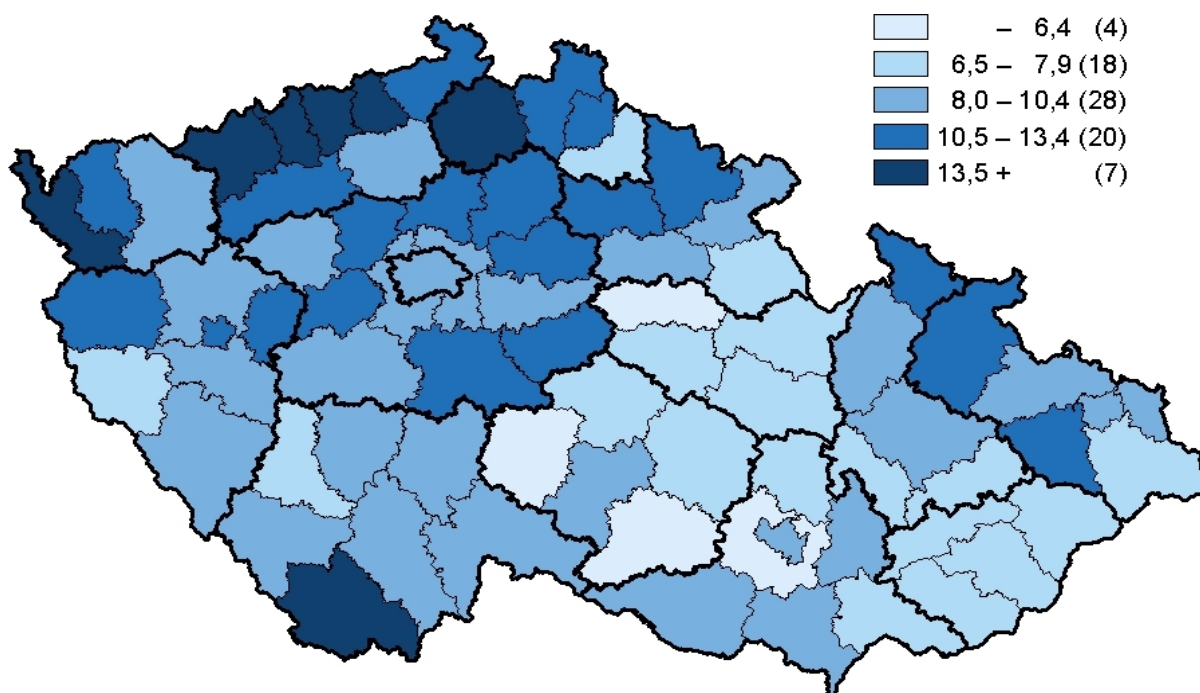 – 6,4 (4)
6,5 – 7,9 (18)
8,0 – 10,4 (28)
10,5 – 13,4 (20)
13,5 + (7)